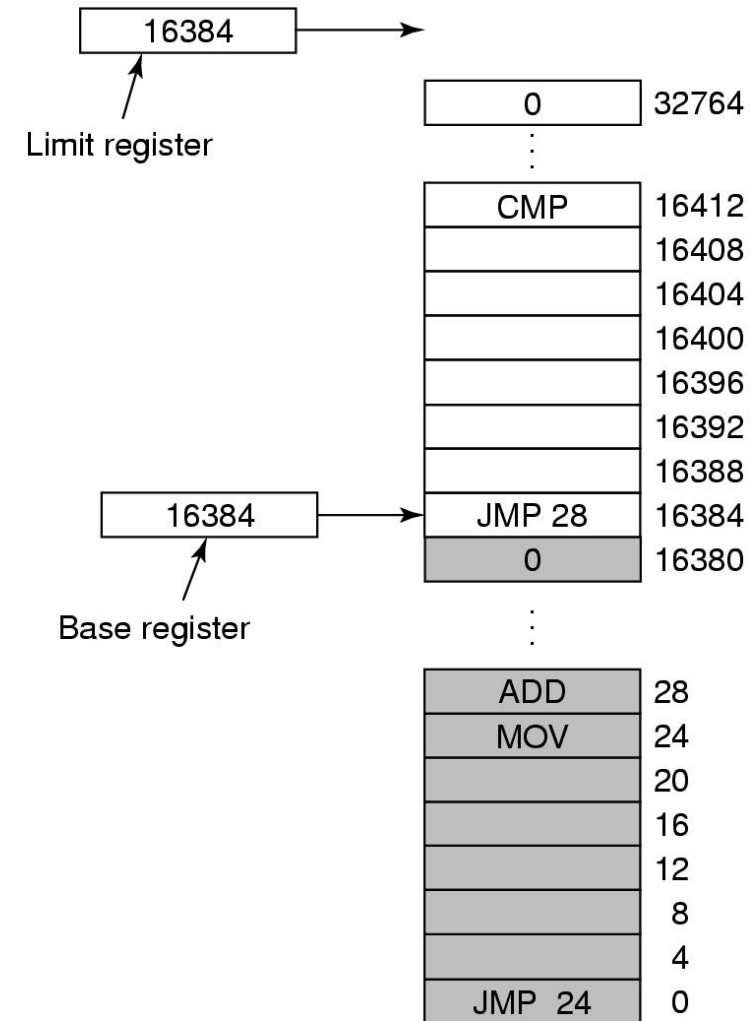 16384
Limit register
0 32764
CMP 16412
16408
16404
16400
16396
16392
16388
16384 JMP 28 16384
0 16380
Base register
ADD 28
MOV 24
20
16
12
8
4
JMP 24 0